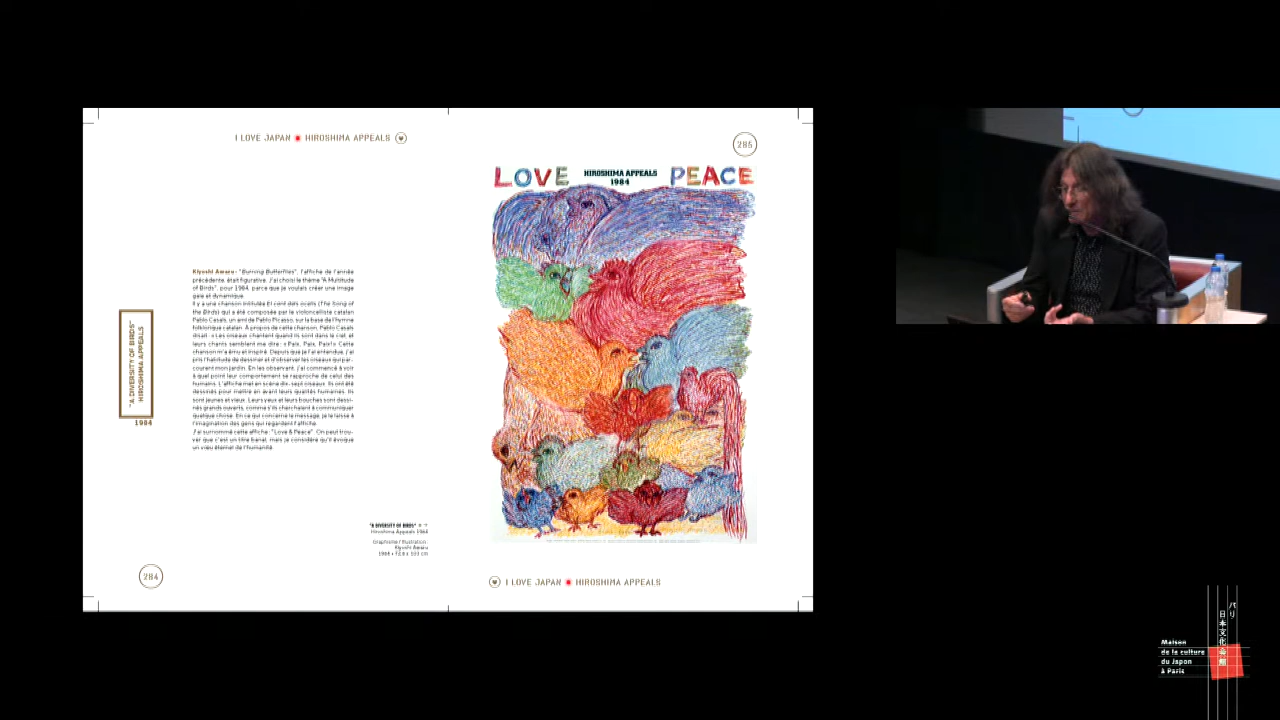 I LOVE JAPAN HIROSHIMA APPEALS
285
LOVE HIROSHIMA APPEALS PEACE
1984
Kiyoshi Awazu - "Burning Butterflies", l'affiche de l'année
précédente, était figurative. J'ai choisi le thème "A Multitude
of Birds", pour 1984, parce que je voulais créer une image
gaie et dynamique.
Il y a une chanson intitulée El cant dels ocells (The Song of
the Birds) qui a été composée par le violoncelliste catalan
Pablo Casals, un ami de Pablo Picasso, sur la base de l'hymne
folklorique catalan. À propos de cette chanson, Pablo Casals
disait : « Les oiseaux chantent quand ils sont dans le ciel, et
leurs chants semblent me dire : « Paix, Paix, Paix !» Cette
chanson m'a ému et inspiré. Depuis que je l'ai entendue, j'ai
pris l'habitude de dessiner et d'observer les oiseaux qui par-
courent mon jardin. En les observant, j'ai commencé à voir
à quel point leur comportement se rapproche de celui des
humains. L'affiche met en scène dix-sept oiseaux. Ils ont été
dessinés pour mettre en avant leurs qualités humaines. Ils
sont jeunes et vieux. Leurs yeux et leurs bouches sont dessi-
nés grands ouverts, comme s'ils cherchaient à communiquer
quelque chose. En ce qui concerne le message, je le laisse à
l'imagination des gens qui regardent l'affiche.
J'ai surnommé cette affiche : "Love & Peace". On peut trou-
ver que c'est un titre banal, mais je considère qu'il évoque
un vœu éternel de l'humanité.
"A DIVERSITY OF BIRDS"
HIROSHIMA APPEALS
1984
"A DIVERSITY OF BIRDS"
Hiroshima Appeals 1984
Graphisme / Illustration :
Kiyoshi Awazu
1984 • 72,8 x 103 cm
284
I LOVE JAPAN HIROSHIMA APPEALS
パリ
日本文化会館
Maison
de la culture
du Japon
à Paris